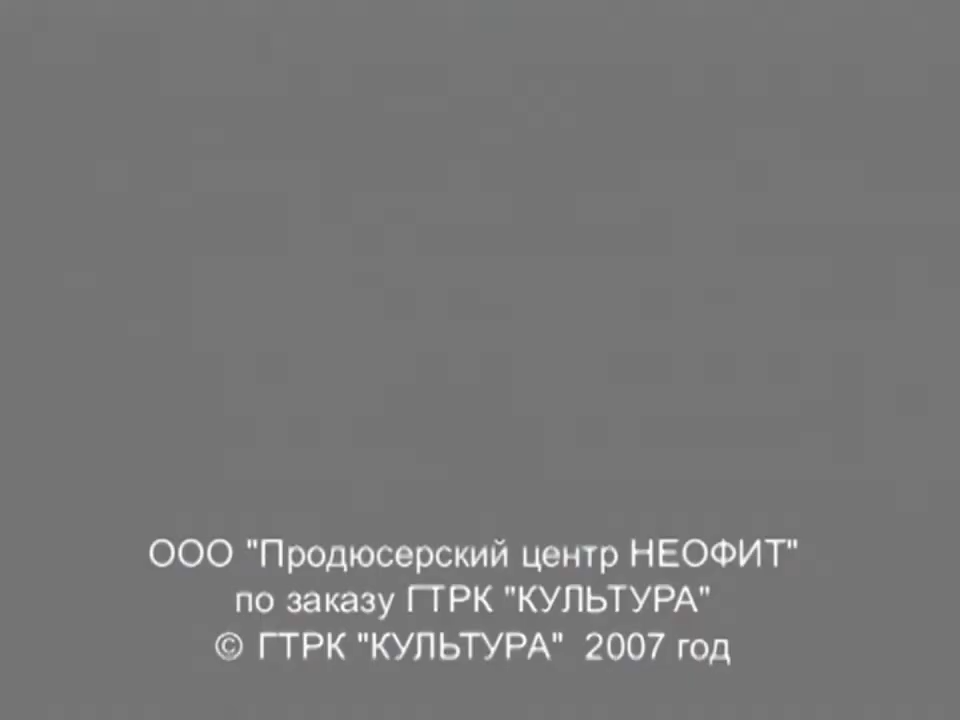 ООО "Продюсерский центр НЕОФИТ"
по заказу ГТРК "КУЛЬТУРА"
© ГТРК "КУЛЬТУРА" 2007 год